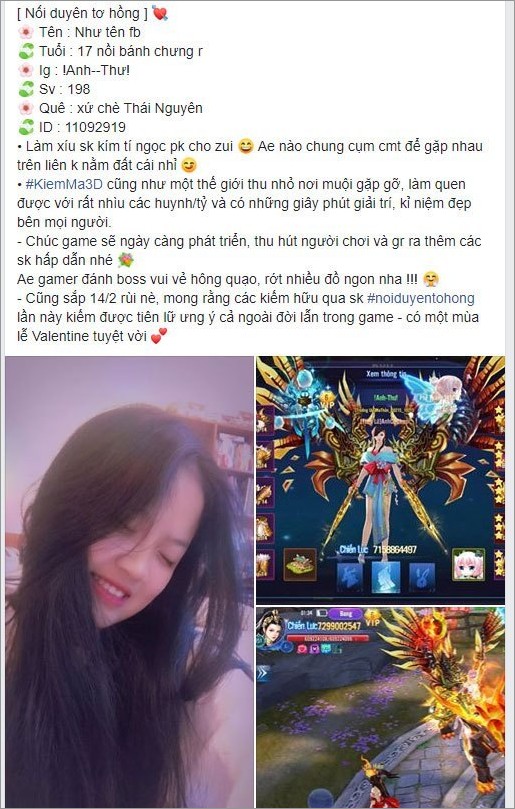 [ Nối duyên tơ hồng ] 💘
🌸 Tên : Như tên fb
🍃 Tuổi : 17 nồi bánh chưng r
🌸 Ig : !Anh--Thư!
🍃 Sv : 198
🌸 Quê : xứ chè Thái Nguyên
🍃 ID : 11092919
• Làm xíu sk kím tí ngọc pk cho zui 😄 Ae nào chung cụm cmt để gặp nhau
trên liên k nằm đất cái nhỉ 😊
• #KiemMa3D cũng như một thế giới thu nhỏ nơi muội gặp gỡ, làm quen
được với rất nhìu các huynh/tỷ và có những giây phút giải trí, kỉ niệm đẹp
bên mọi người.
- Chúc game sẽ ngày càng phát triển, thu hút người chơi và gr ra thêm các
sk hấp dẫn nhé 💐
Ae gamer đánh boss vui vẻ hông quạo, rớt nhiều đồ ngon nha !!! 😤
- Cũng sắp 14/2 rùi nè, mong rằng các kiếm hữu qua sk #noiduyentohong
lần này kiếm được tiên lữ ưng ý cả ngoài đời lẫn trong game - có một mùa
lễ Valentine tuyệt vời 💕
Xem thông tin
VIP
!Anh-Thư!
Chiến Lực 7158864497
01:34
Bang
VIP
Chiến Lực 7299002547